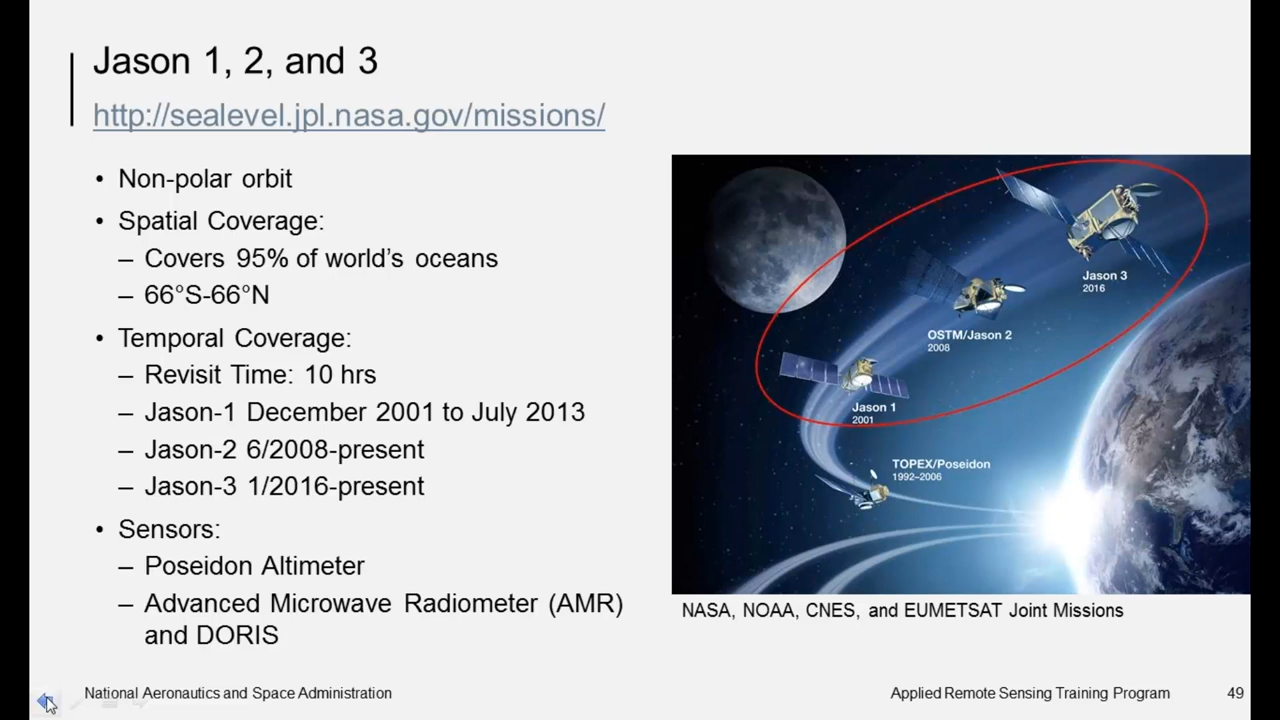 Jason 1, 2, and 3
http://sealevel.jpl.nasa.gov/missions/
• Non-polar orbit
• Spatial Coverage:
– Covers 95% of world’s oceans
– 66°S-66°N
• Temporal Coverage:
– Revisit Time: 10 hrs
– Jason-1 December 2001 to July 2013
– Jason-2 6/2008-present
– Jason-3 1/2016-present
• Sensors:
– Poseidon Altimeter
– Advanced Microwave Radiometer (AMR)
and DORIS
Jason 3
2016
OSTM/Jason 2
2008
Jason 1
2001
TOPEX/Poseidon
1992–2006
NASA, NOAA, CNES, and EUMETSAT Joint Missions
National Aeronautics and Space Administration
Applied Remote Sensing Training Program
49